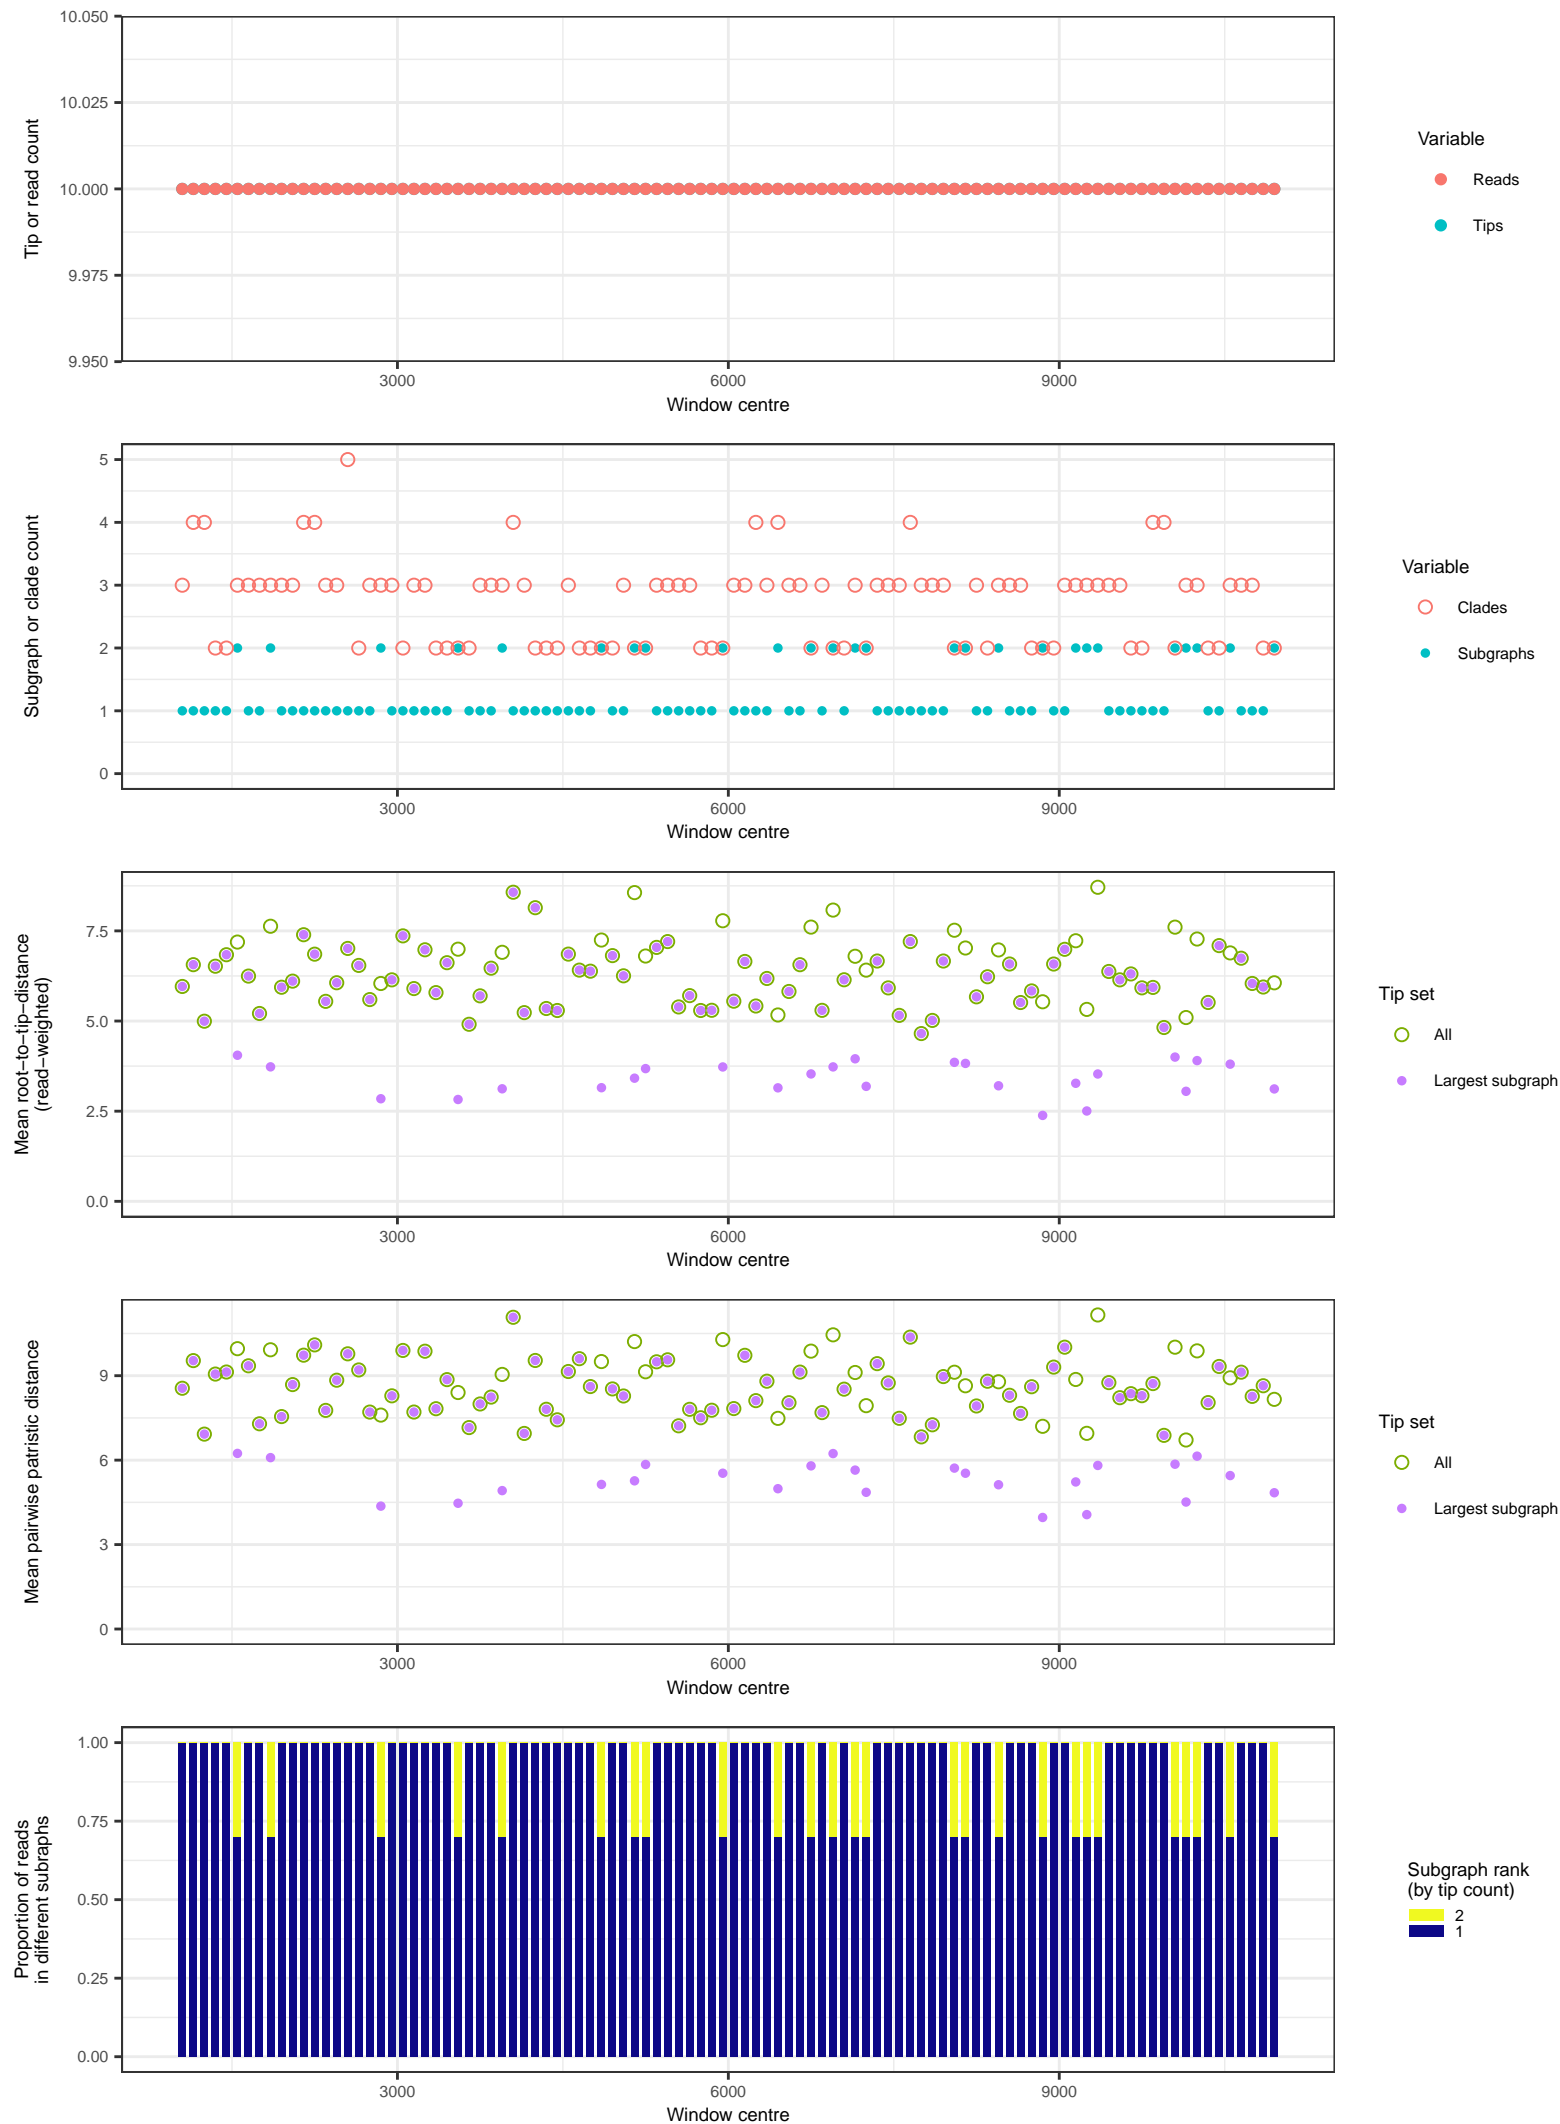 10.050
10.025
10.000
9.975
9.950
Tip or read count
3000 6000 9000
Window centre
Variable
Reads
Tips
5
4
3
2
1
0
Subgraph or clade count
3000 6000 9000
Window centre
Variable
Clades
Subgraphs
7.5
5.0
2.5
0.0
Mean root−to−tip−distance
(read−weighted)
3000 6000 9000
Window centre
Tip set
All
Largest subgraph
9
6
3
0
Mean pairwise patristic distance
3000 6000 9000
Window centre
Tip set
All
Largest subgraph
1.00
0.75
0.50
0.25
0.00
Proportion of reads
in different subraphs
3000 6000 9000
Window centre
Subgraph rank
(by tip count)
2
1